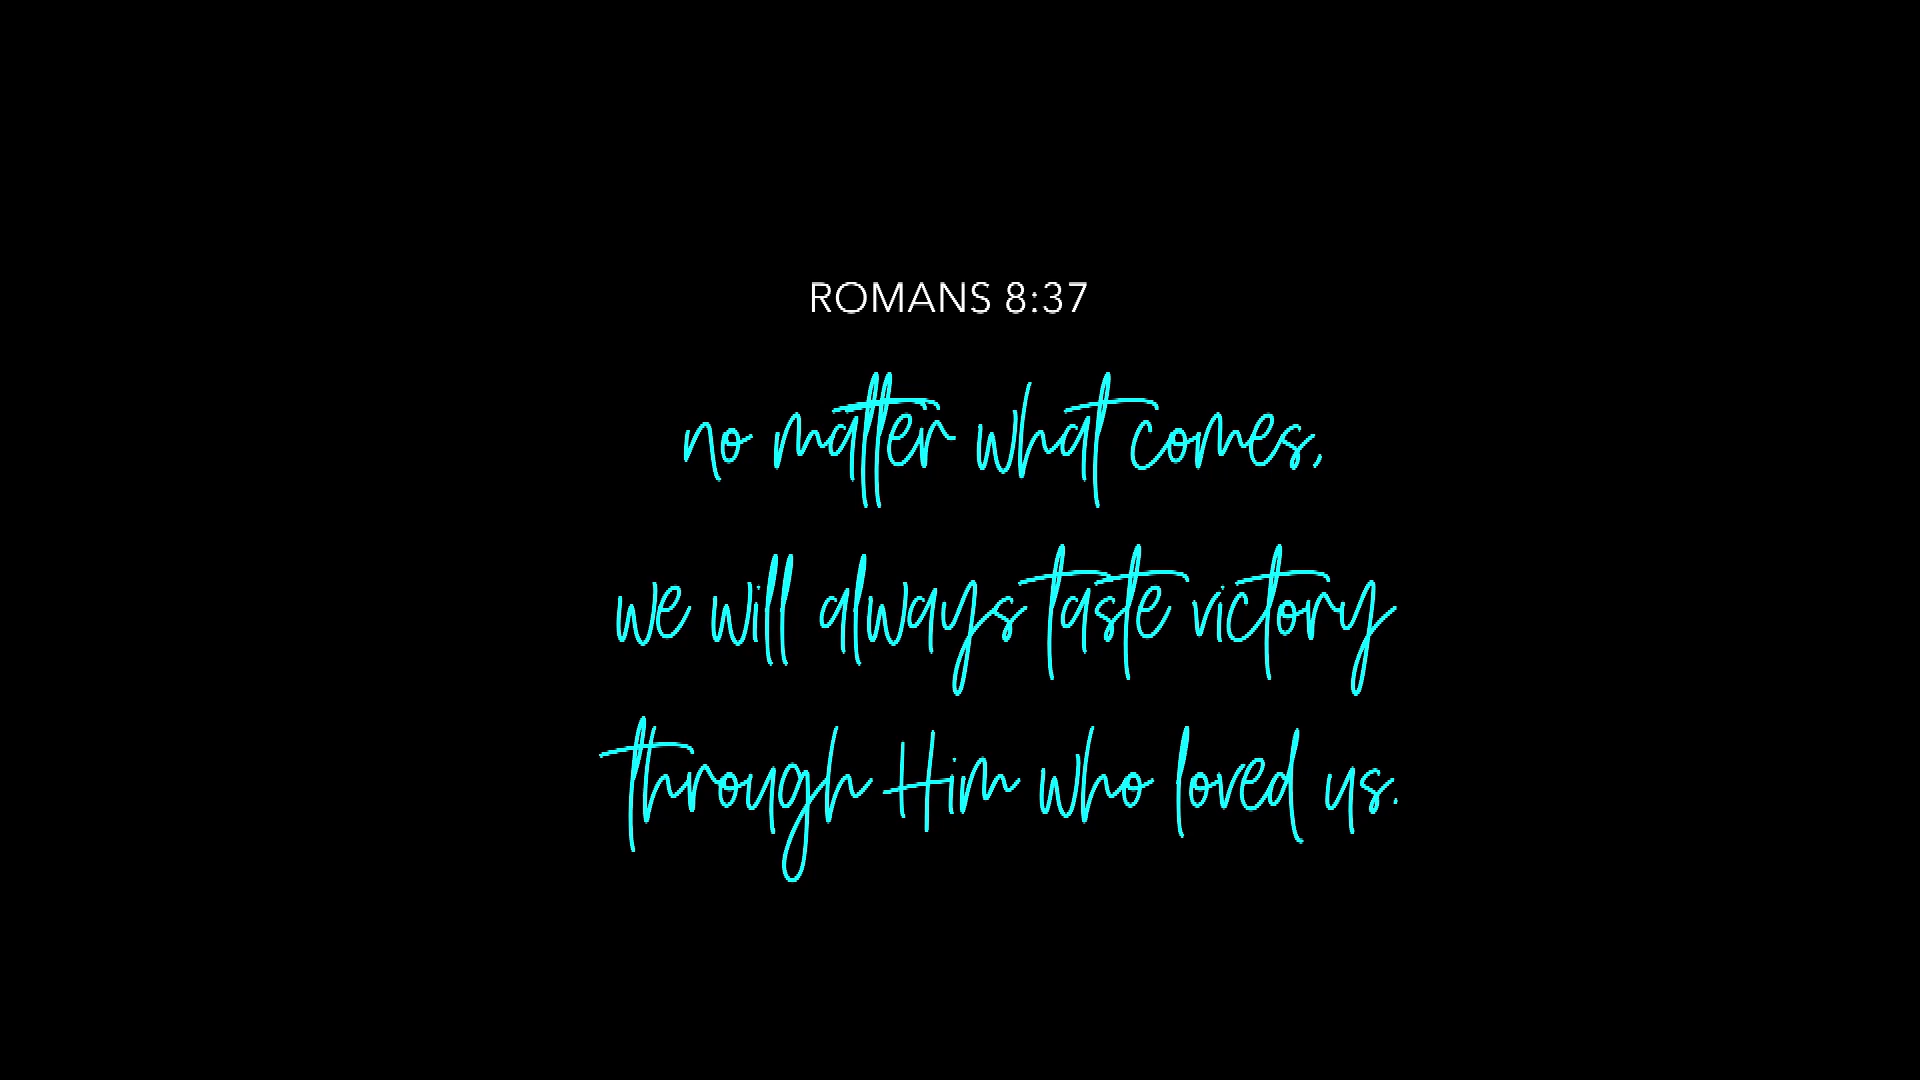 ROMANS 8:37
no matter what comes,
we will always taste victory
through Him who loved us.